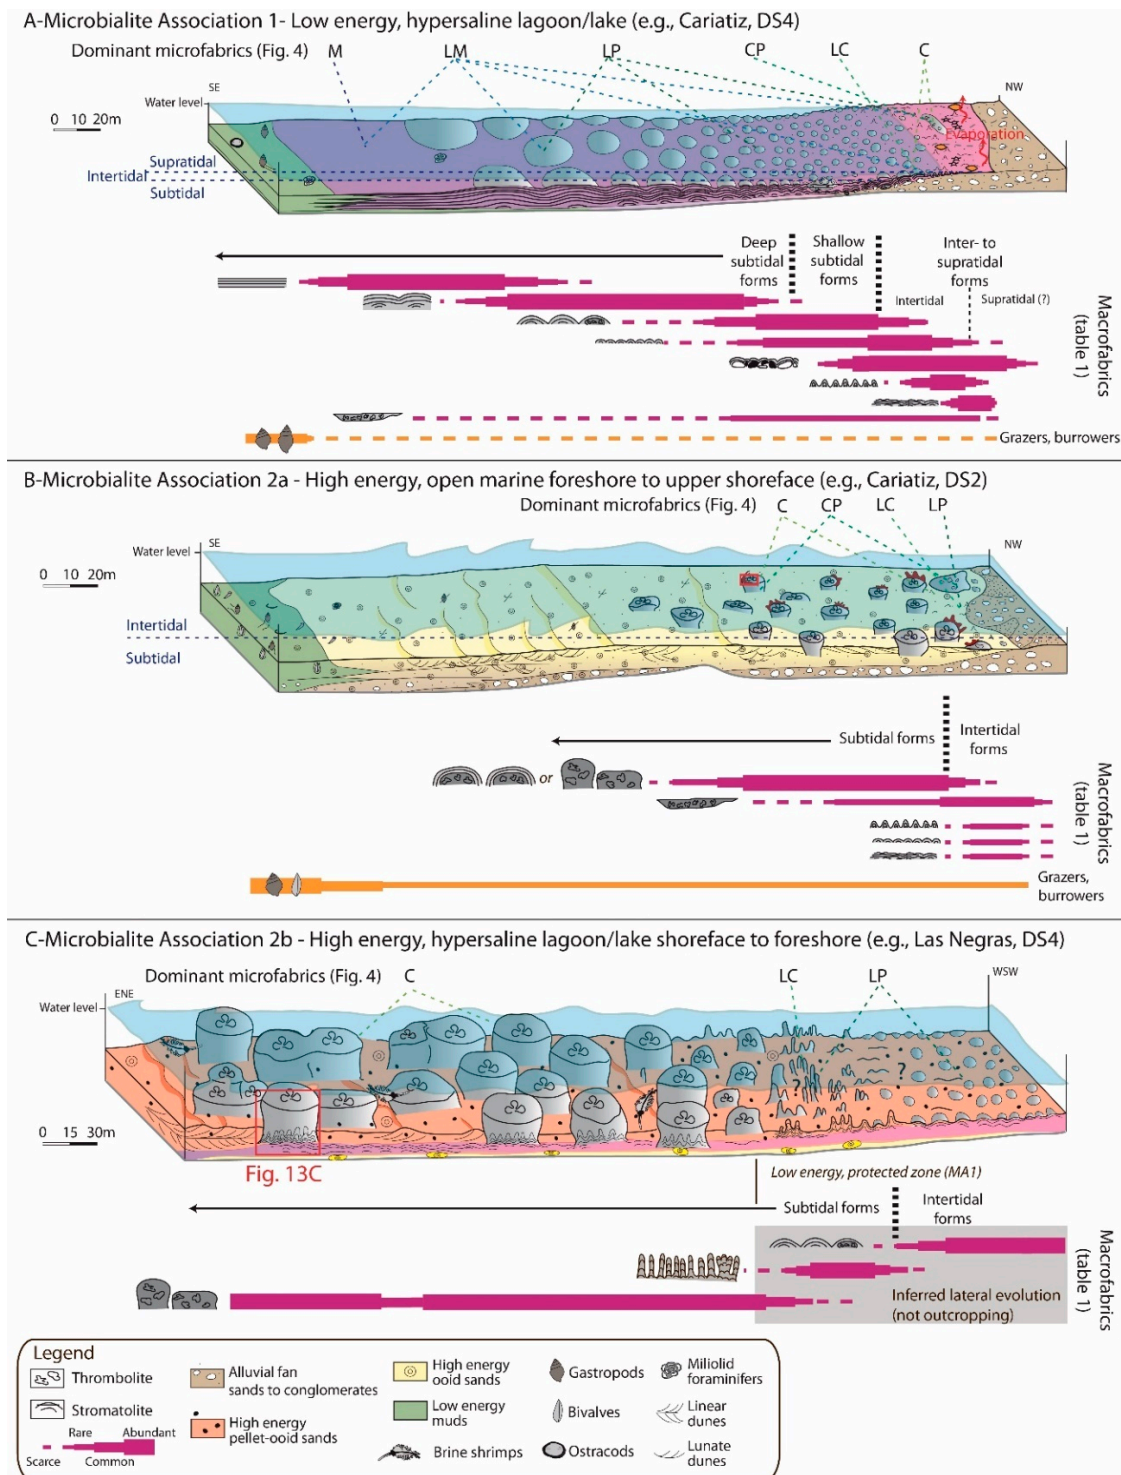 A-Microbialite Association 1- Low energy, hypersaline lagoon/lake (e.g., Cariatiz, DS4)
Dominant microfabrics (Fig. 4) M LM LP CP LC C
SE
NW
Water level
0 10 20m
Evaporation
Supratidal
Intertidal
Subtidal
Deep subtidal forms
Shallow subtidal forms
Inter- to supratidal forms
Intertidal
Supratidal (?)
Macrofabrics (table 1)
Grazers, burrowers
B-Microbialite Association 2a - High energy, open marine foreshore to upper shoreface (e.g., Cariatiz, DS2)
Dominant microfabrics (Fig. 4) C CP LC LP
SE
NW
Water level
0 10 20m
Intertidal
Subtidal
Subtidal forms
Intertidal forms
or
Macrofabrics (table 1)
Grazers, burrowers
C-Microbialite Association 2b - High energy, hypersaline lagoon/lake shoreface to foreshore (e.g., Las Negras, DS4)
Dominant microfabrics (Fig. 4) C LC LP
ENE
WSW
Water level
? ?
0 15 30m
Fig. 13C
Low energy, protected zone (MA1)
Subtidal forms
Intertidal forms
Inferred lateral evolution
(not outcropping)
Macrofabrics (table 1)
Legend
Thrombolite
Stromatolite
Rare Abundant
Scarce Common
Alluvial fan
sands to conglomerates
High energy
pellet-ooid sands
High energy
ooid sands
Low energy
muds
Brine shrimps
Gastropods
Bivalves
Ostracods
Miliolid
foraminifers
Linear
dunes
Lunate
dunes